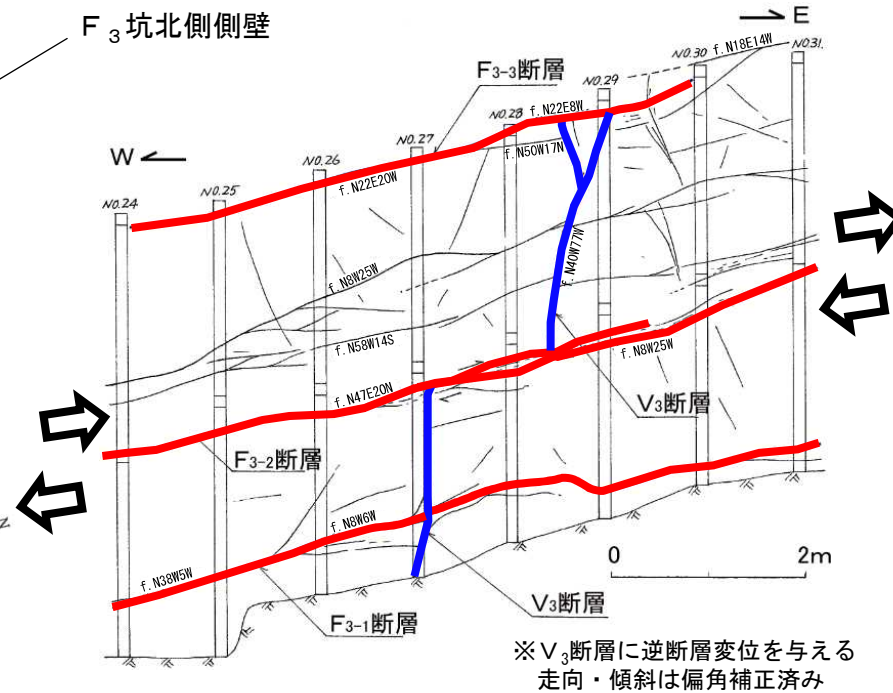 F3坑北側側壁
E
W
F3-3断層
NO.24
NO.25
NO.26
NO.27
NO.28
NO.29
NO.30
NO.31
f. N18E14W
f. N22E8W
f. N50W17N
f. N22E20W
f. N8W25W
f. N40W77W
f. N58W14S
f. N8W25W
f. N47E20N
V3断層
F3-2断層
f. N8W6W
f. N38W5W
0 2m
V3断層
F3-1断層
※V3断層に逆断層変位を与える
走向・傾斜は偏角補正済み